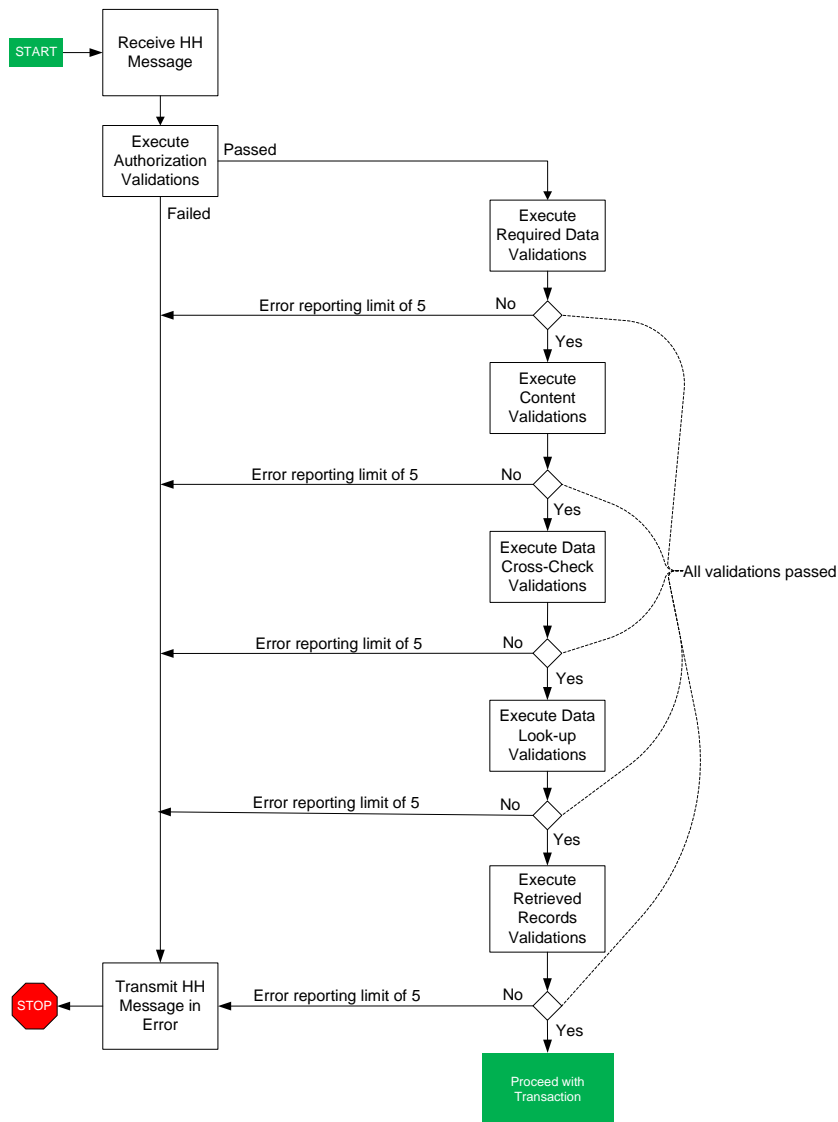 START
Receive HH
Message
Execute
Authorization
Validations
Passed
Failed
Execute
Required Data
Validations
Error reporting limit of 5
No
Yes
Execute
Content
Validations
Error reporting limit of 5
No
Yes
Execute Data
Cross-Check
Validations
All validations passed
Error reporting limit of 5
No
Yes
Execute Data
Look-up
Validations
Error reporting limit of 5
No
Yes
Execute
Retrieved
Records
Validations
STOP
Transmit HH
Message in
Error
Error reporting limit of 5
No
Yes
Proceed with
Transaction